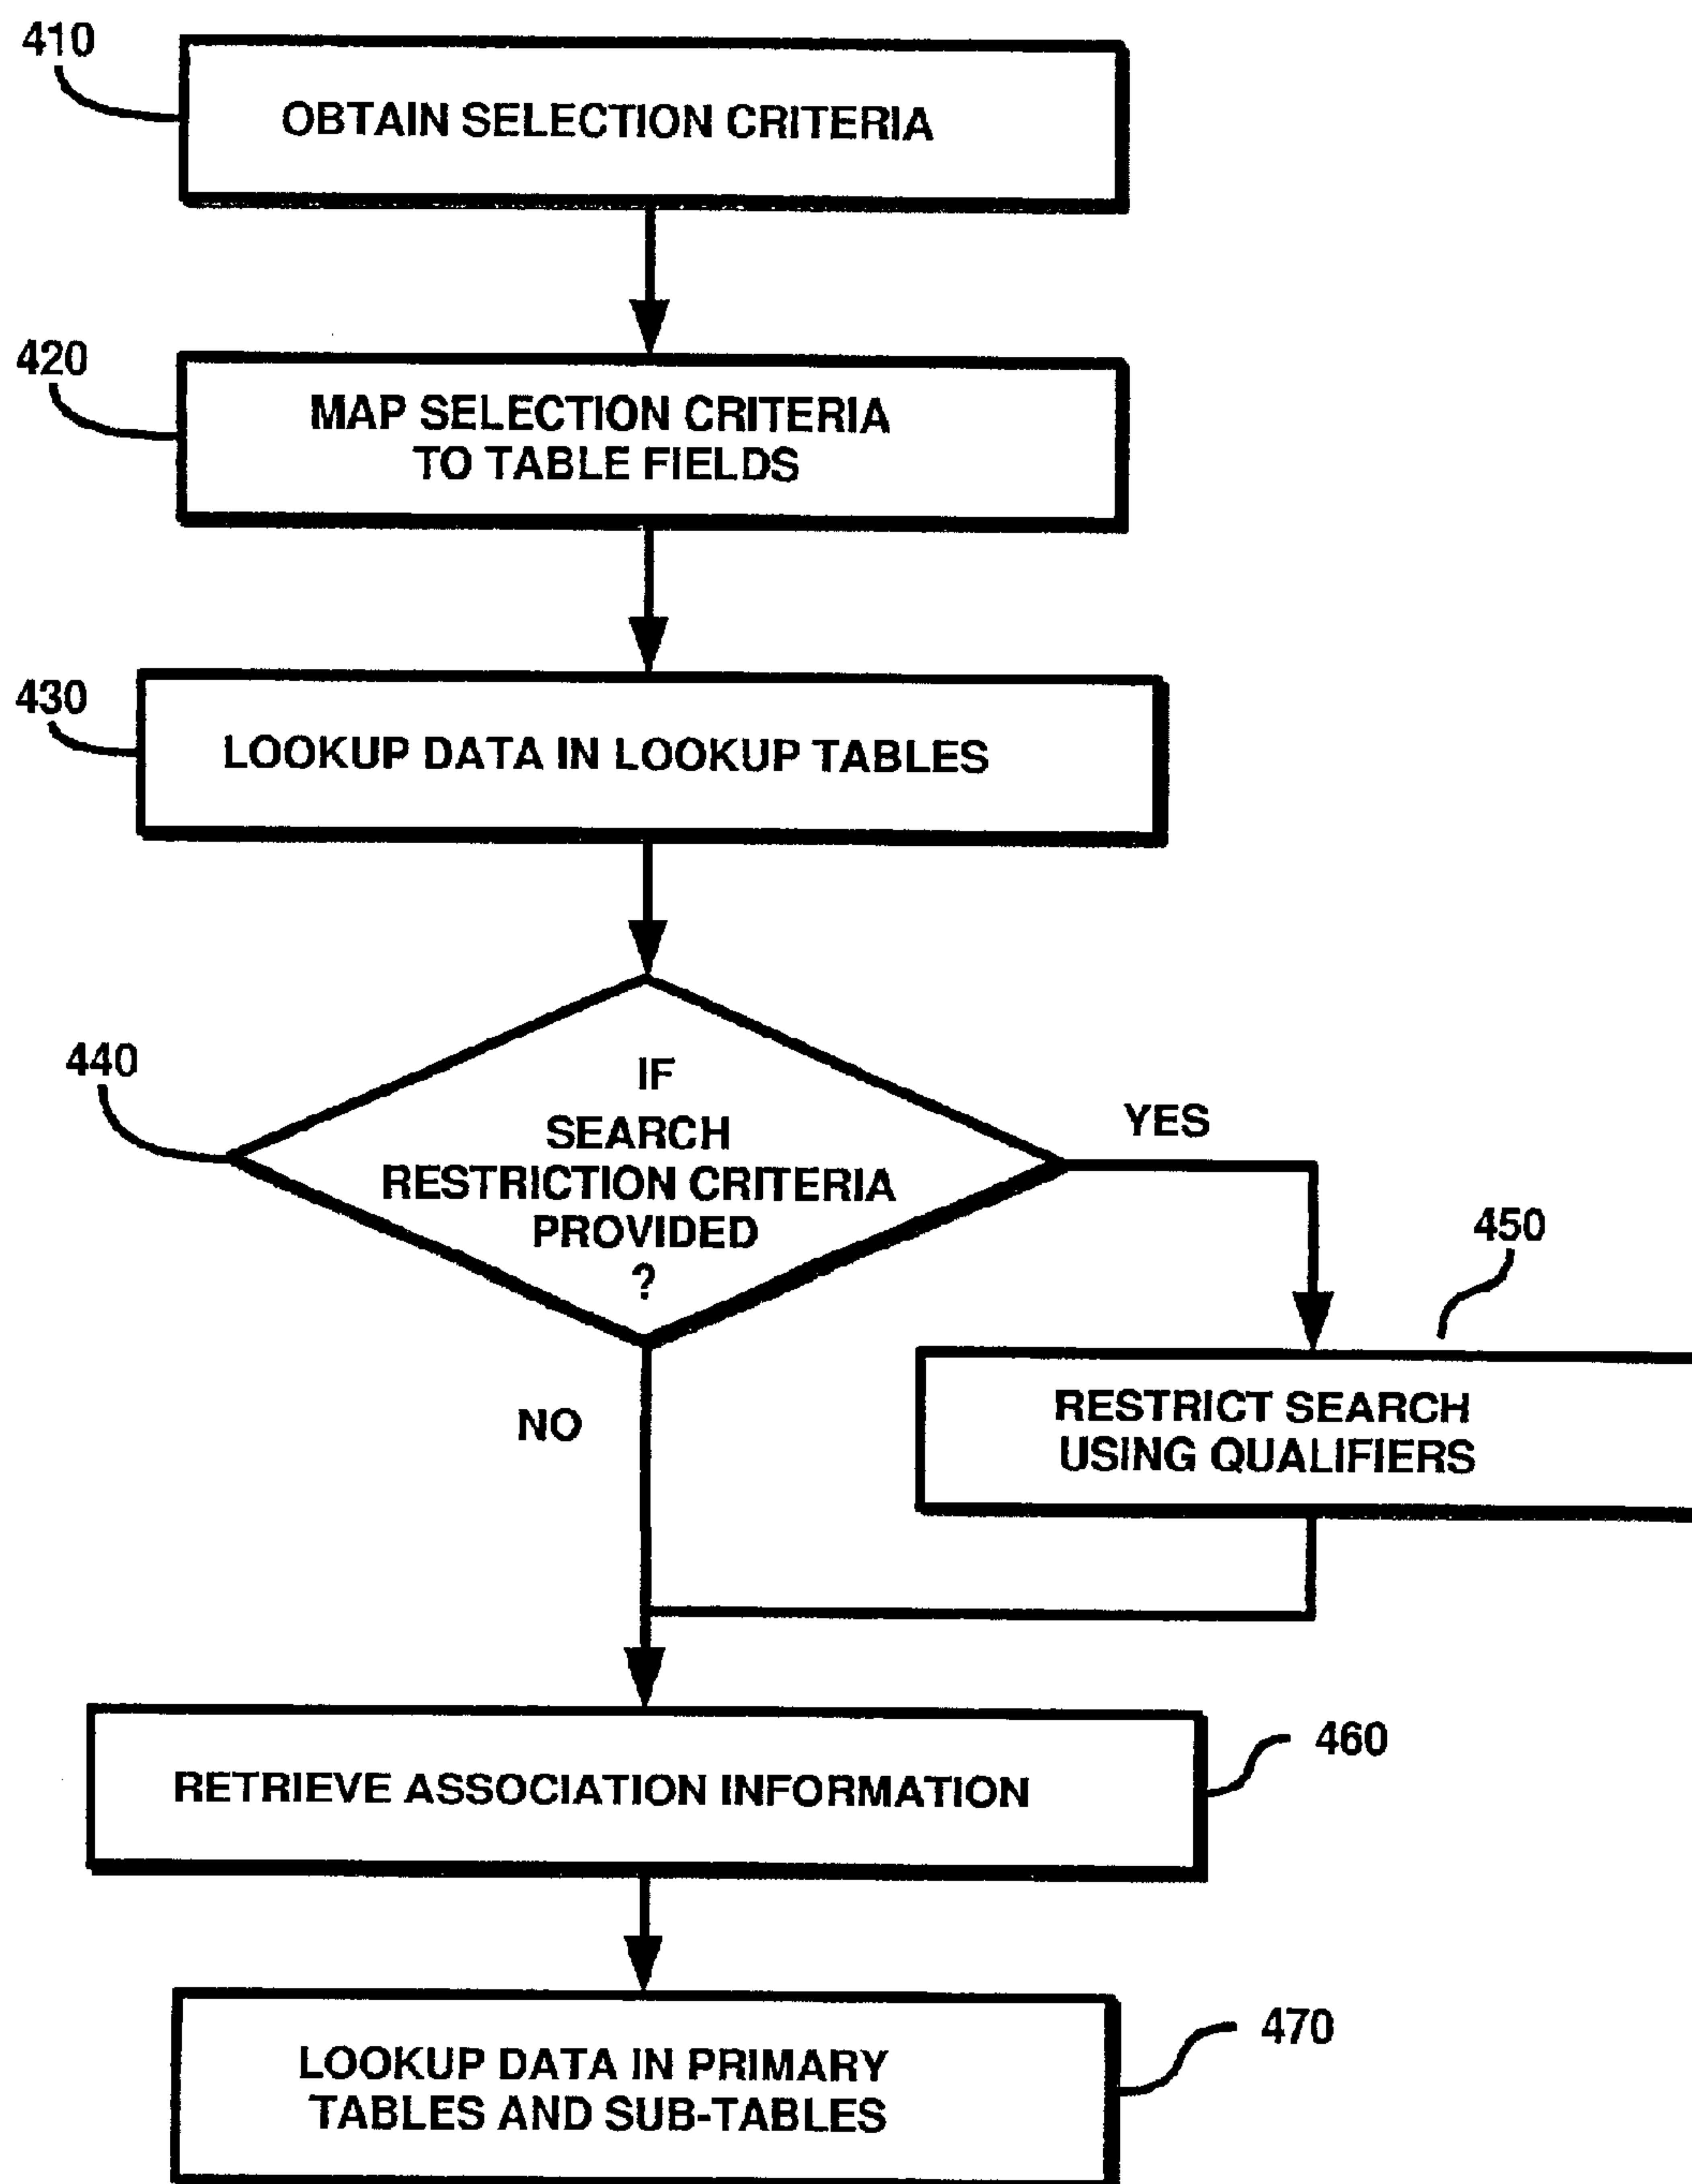 410
OBTAIN SELECTION CRITERIA
420
MAP SELECTION CRITERIA
TO TABLE FIELDS
430
LOOKUP DATA IN LOOKUP TABLES
440
IF
SEARCH
RESTRICTION CRITERIA
PROVIDED
?
YES
450
RESTRICT SEARCH
USING QUALIFIERS
NO
460
RETRIEVE ASSOCIATION INFORMATION
470
LOOKUP DATA IN PRIMARY
TABLES AND SUB-TABLES